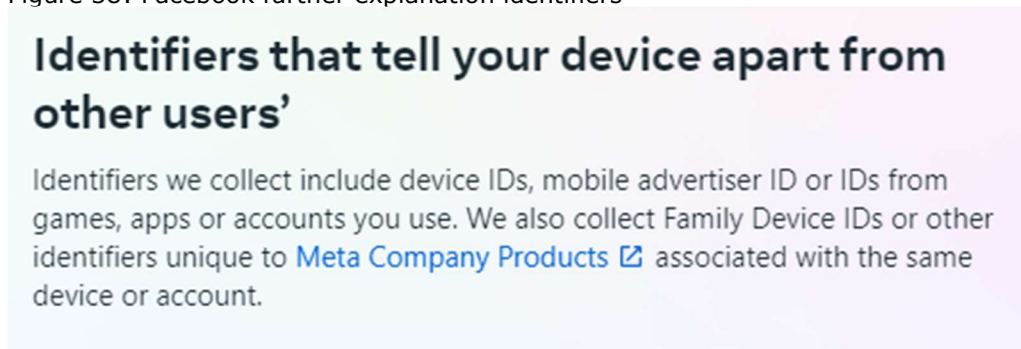 Identifiers that tell your device apart from
other users’
Identifiers we collect include device IDs, mobile advertiser ID or IDs from
games, apps or accounts you use. We also collect Family Device IDs or other
identifiers unique to Meta Company Products associated with the same
device or account.